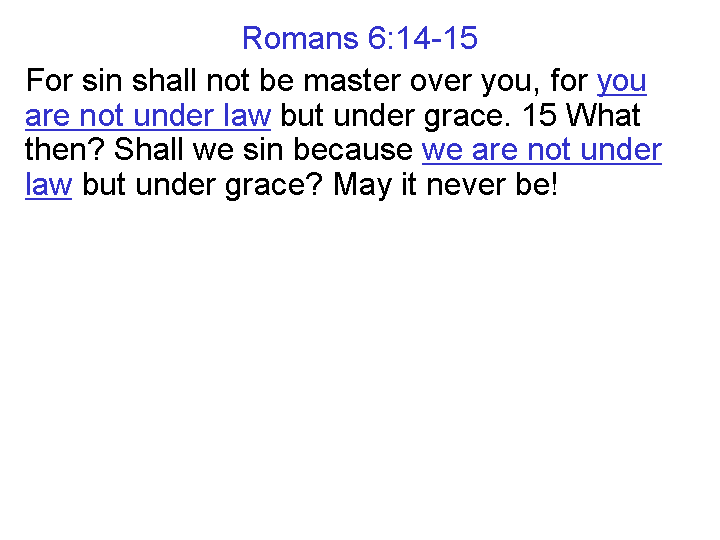 Romans 6:14-15
For sin shall not be master over you, for you
are not under law but under grace. 15 What
then? Shall we sin because we are not under
law but under grace? May it never be!